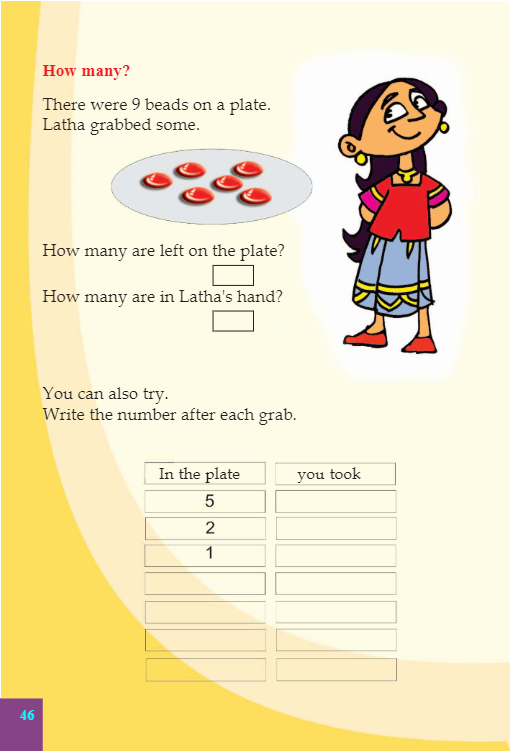 How many?
There were 9 beads on a plate.
Latha grabbed some.
How many are left on the plate?
How many are in Latha's hand?
You can also try.
Write the number after each grab.
In the plate you took
5
2
1
46